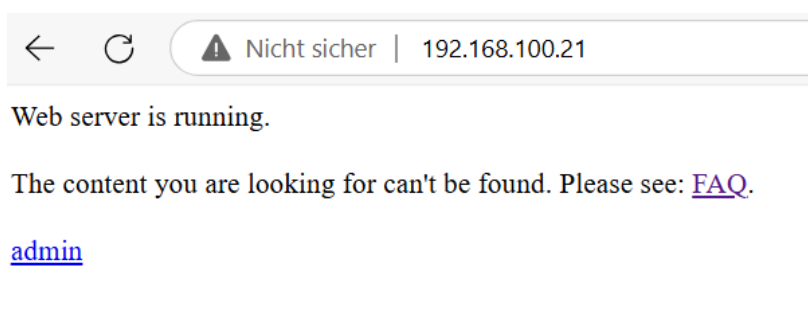 Nicht sicher | 192.168.100.21
Web server is running.
The content you are looking for can't be found. Please see: FAQ.
admin